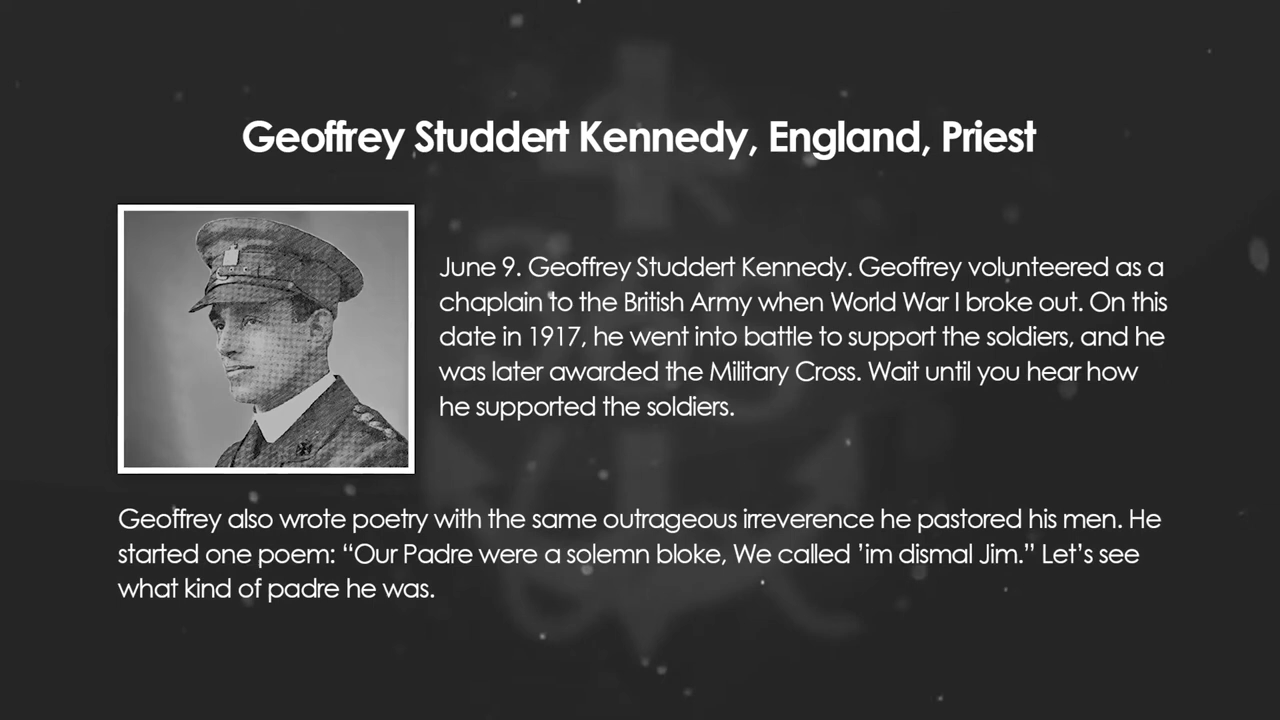 Geoffrey Studdert Kennedy, England, Priest
June 9. Geoffrey Studdert Kennedy. Geoffrey volunteered as a
chaplain to the British Army when World War I broke out. On this
date in 1917, he went into battle to support the soldiers, and he
was later awarded the Military Cross. Wait until you hear how
he supported the soldiers.
Geoffrey also wrote poetry with the same outrageous irreverence he pastored his men. He
started one poem: “Our Padre were a solemn bloke, We called ’im dismal Jim.” Let’s see
what kind of padre he was.